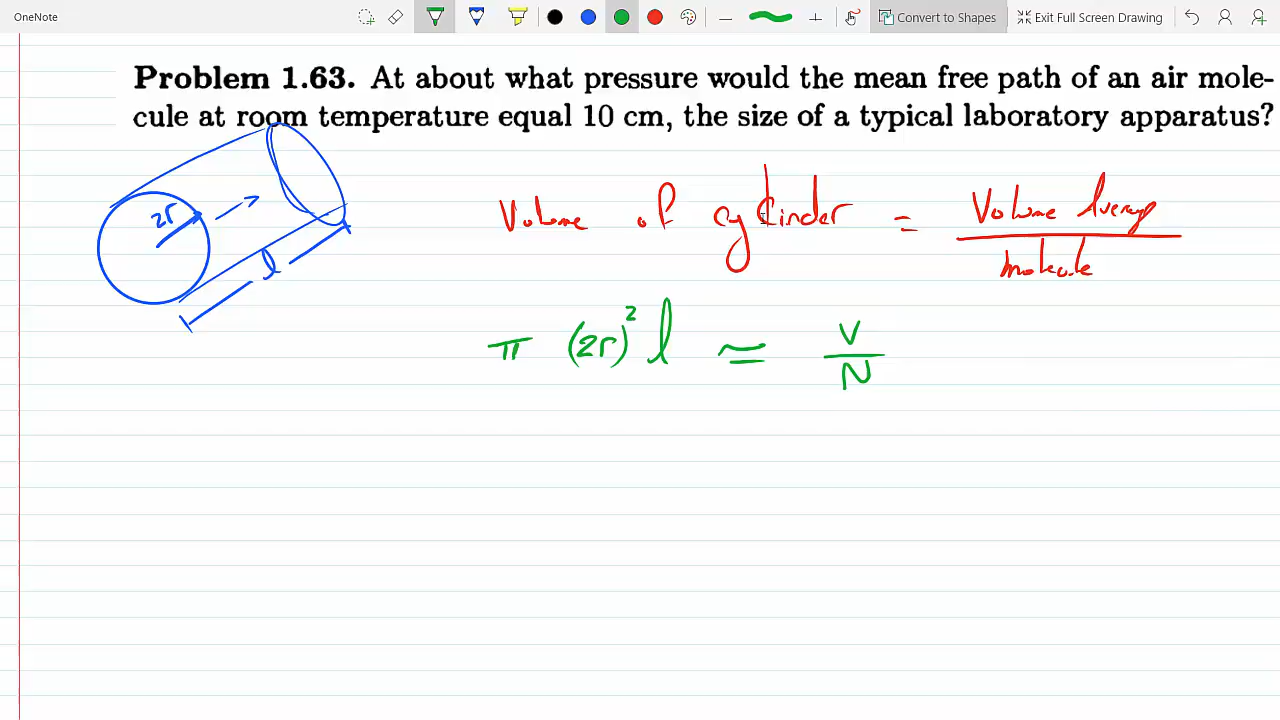 OneNote
Convert to Shapes
Exit Full Screen Drawing
Problem 1.63. At about what pressure would the mean free path of an air mole-
cule at room temperature equal 10 cm, the size of a typical laboratory apparatus?
2r
l
Volume of cylinder = Volume Average
molecule
π (2r)² l ≃ V
N